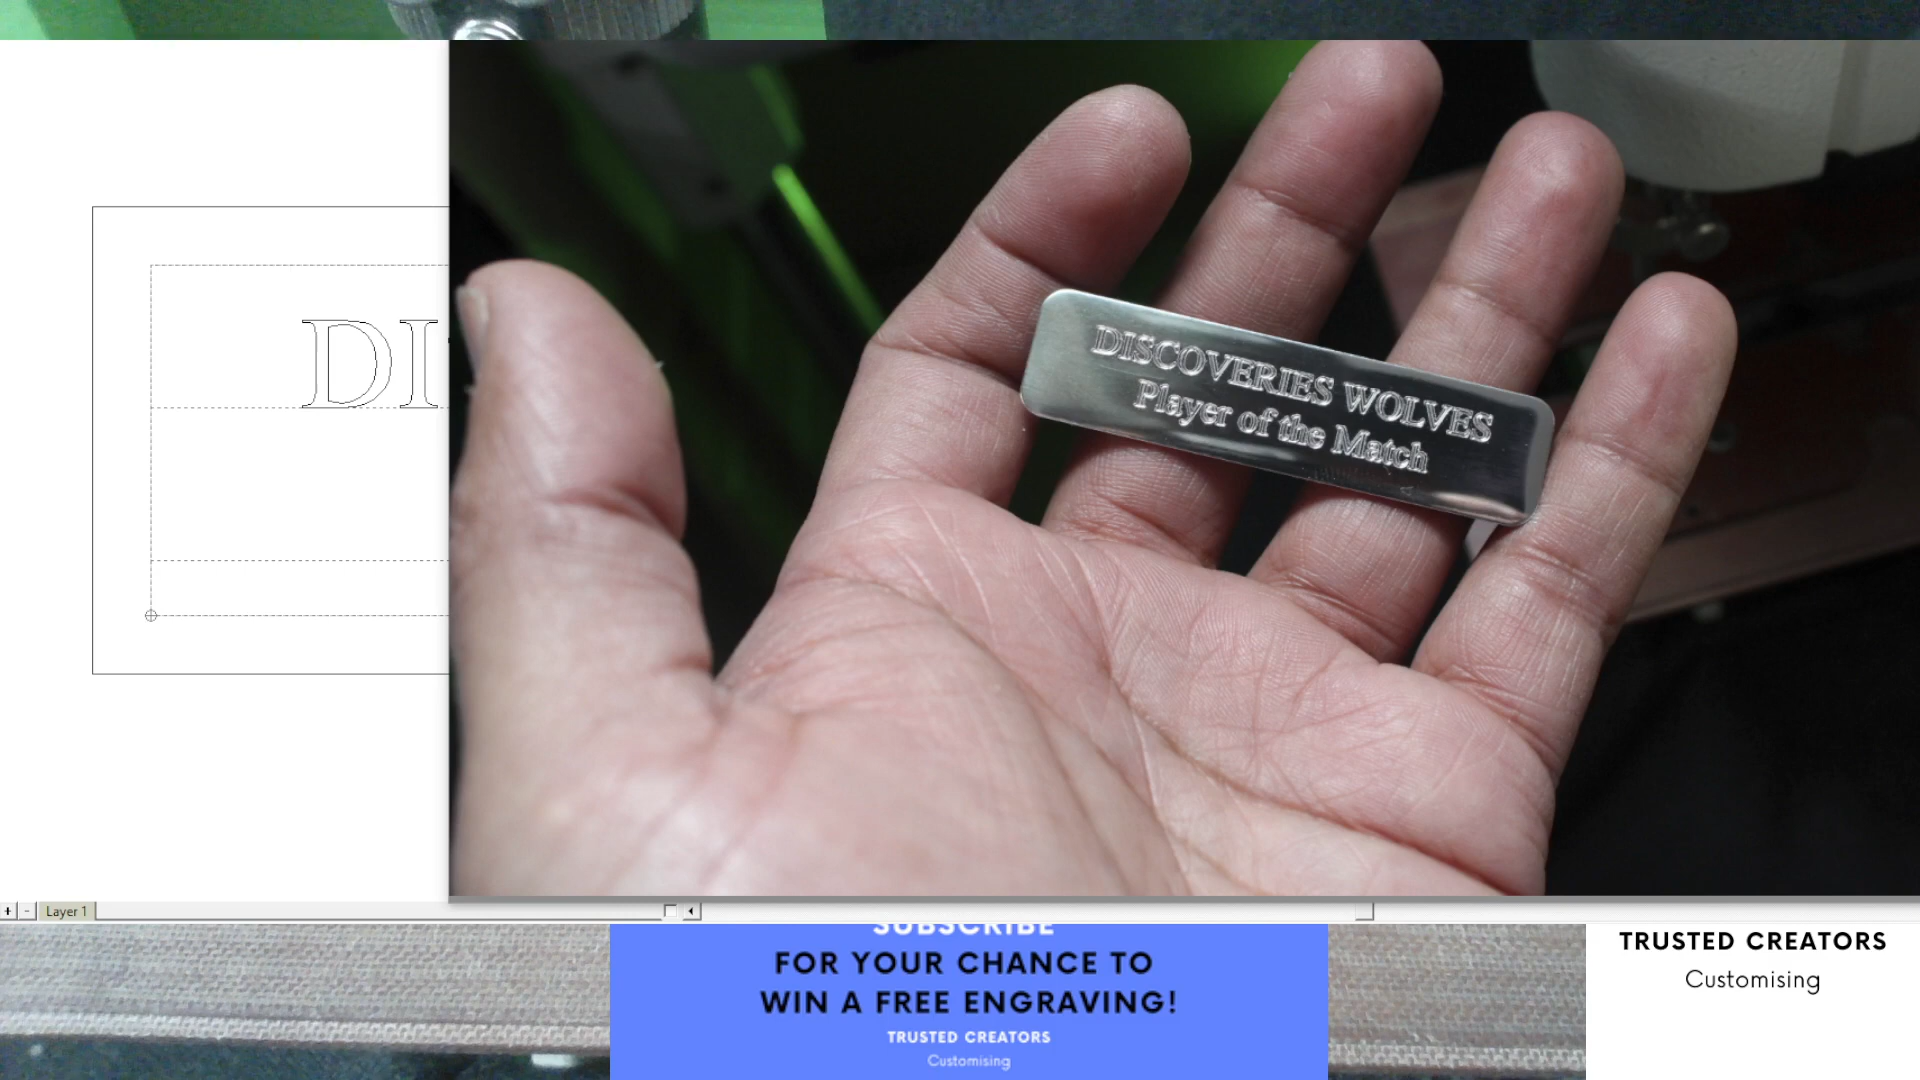 DI
DISCOVERIES WOLVES
Player of the Match
+ - Layer 1
SUBSCRIBE
FOR YOUR CHANCE TO
WIN A FREE ENGRAVING!
TRUSTED CREATORS
Customising
TRUSTED CREATORS
Customising